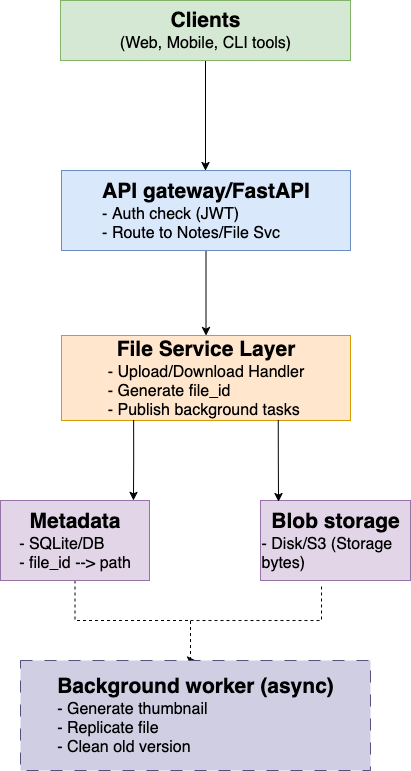 Clients
(Web, Mobile, CLI tools)
API gateway/FastAPI
- Auth check (JWT)
- Route to Notes/File Svc
File Service Layer
- Upload/Download Handler
- Generate file_id
- Publish background tasks
Metadata
- SQLite/DB
- file_id --> path
Blob storage
- Disk/S3 (Storage
bytes)
Background worker (async)
- Generate thumbnail
- Replicate file
- Clean old version